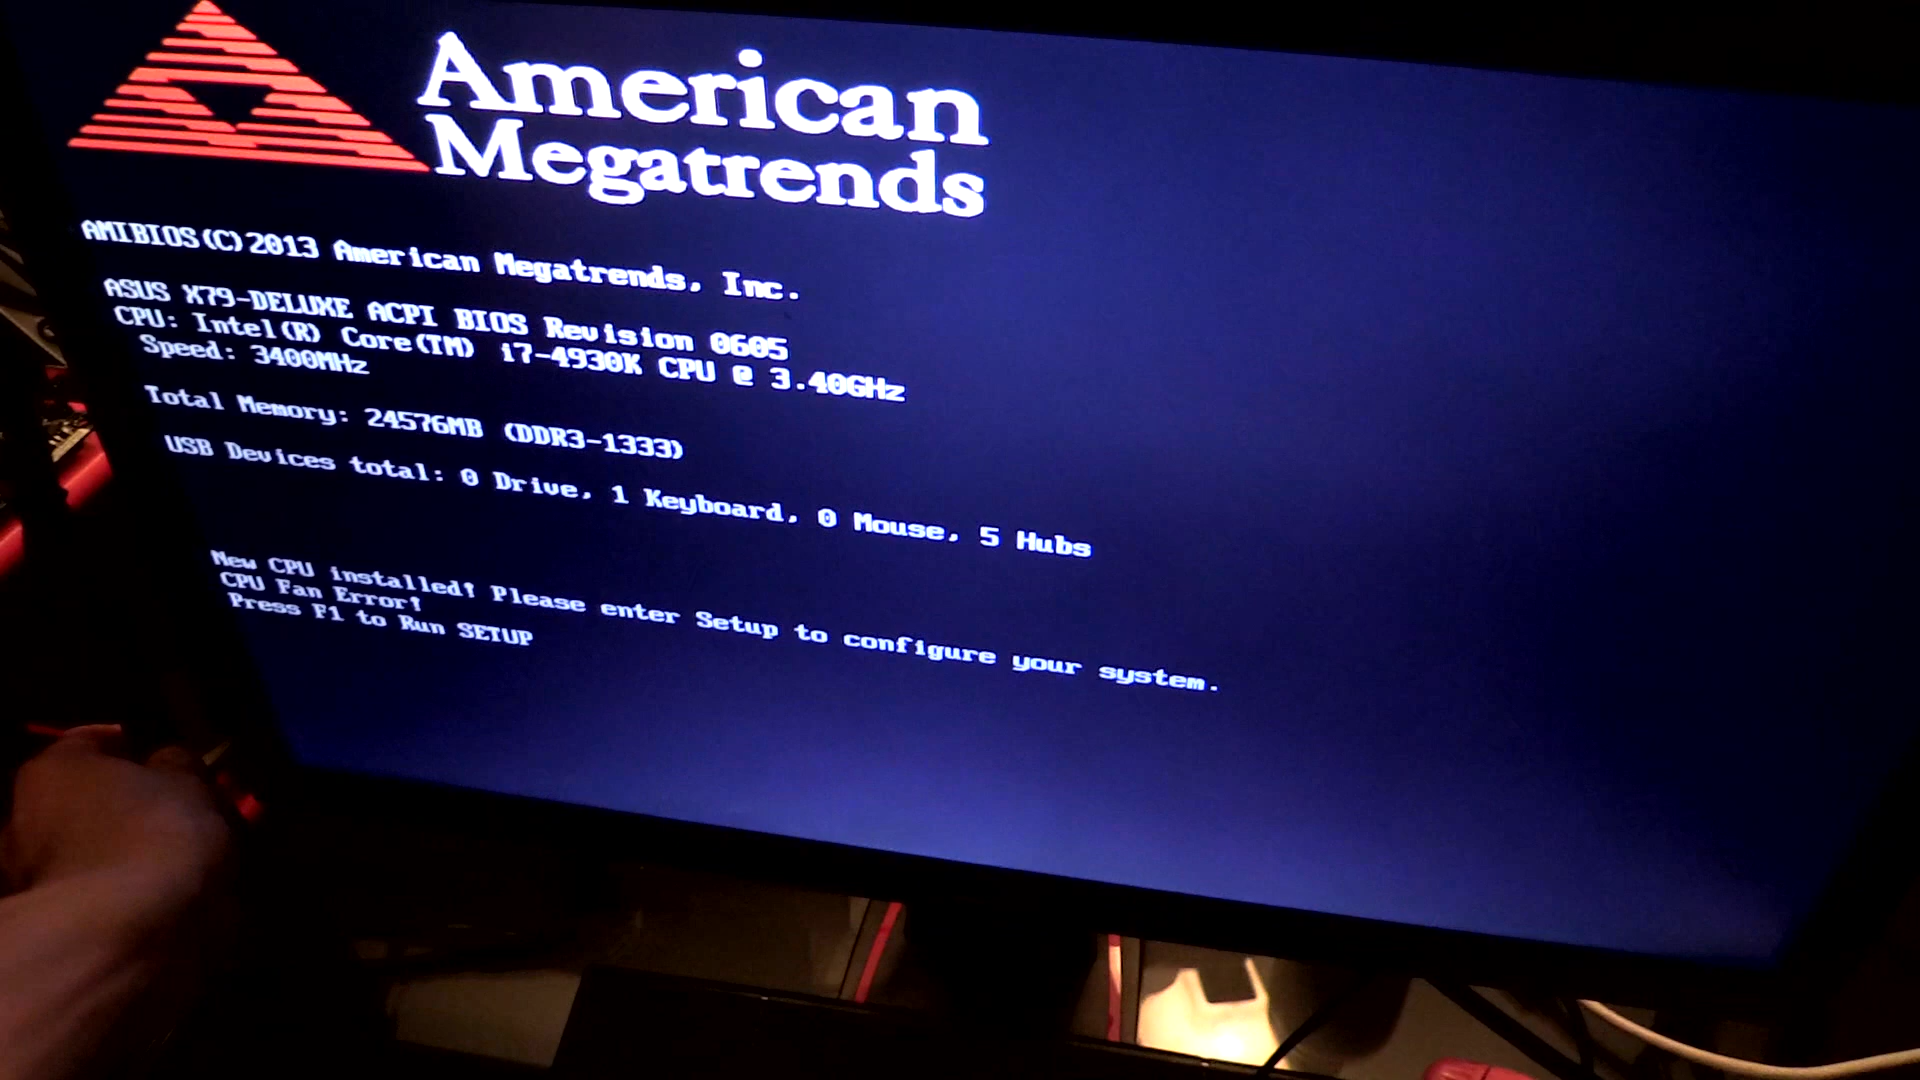 American
Megatrends
AMIBIOS(C)2013 American Megatrends, Inc.
ASUS X79-DELUXE ACPI BIOS Revision 0605
CPU: Intel(R) Core(TM) i7-4930K CPU @ 3.40GHz
Speed: 3400MHz
Total Memory: 24576MB (DDR3-1333)
USB Devices total: 0 Drive, 1 Keyboard, 0 Mouse, 5 Hubs
New CPU installed! Please enter Setup to configure your system.
CPU Fan Error!
Press F1 to Run SETUP